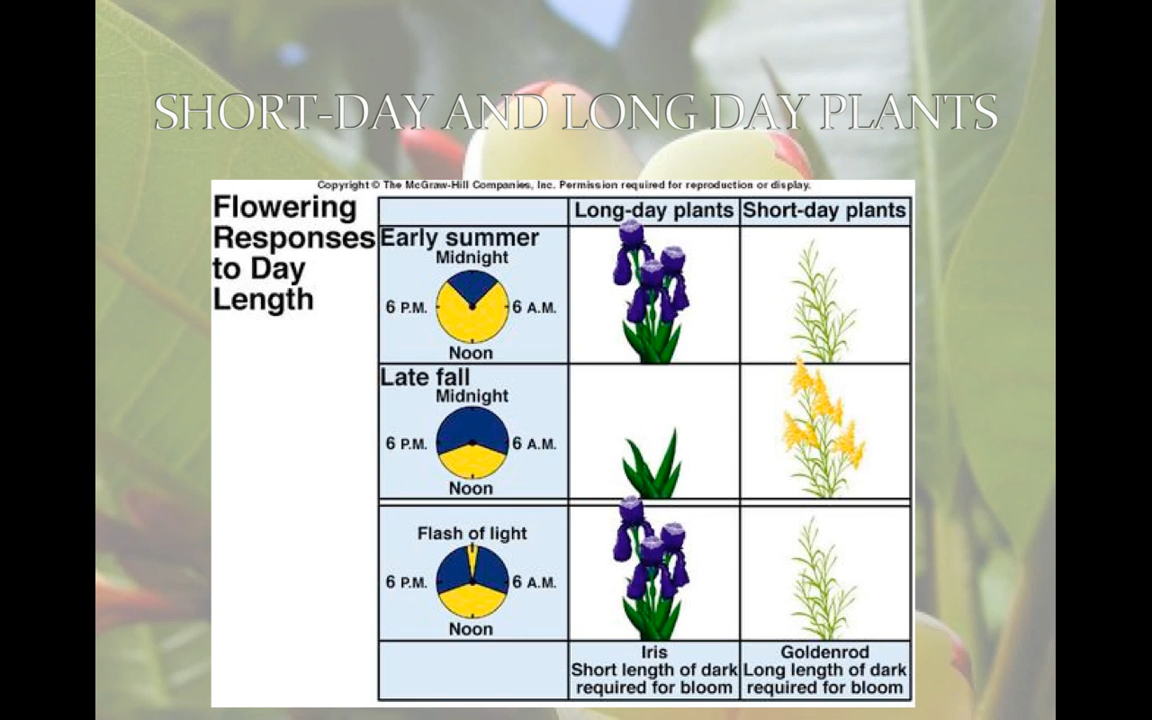 SHORT-DAY AND LONG DAY PLANTS
Copyright © The McGraw-Hill Companies, Inc. Permission required for reproduction or display.
Flowering
Responses
to Day
Length
Long-day plants Short-day plants
Early summer
Midnight
6 P.M. 6 A.M.
Noon
Late fall
Midnight
6 P.M. 6 A.M.
Noon
Flash of light
6 P.M. 6 A.M.
Noon
Iris
Short length of dark
required for bloom
Goldenrod
Long length of dark
required for bloom